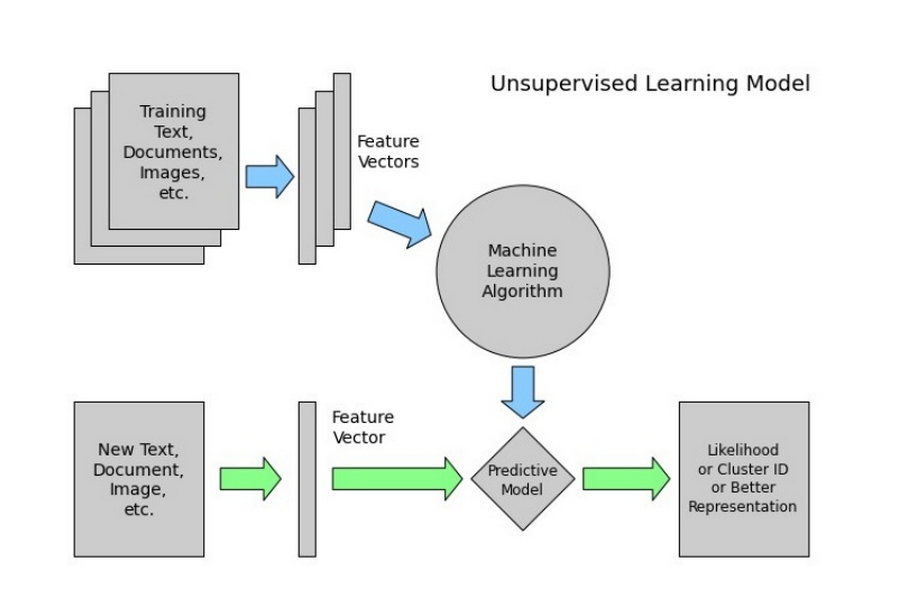 Unsupervised Learning Model
Training
Text,
Documents,
Images,
etc.
Feature
Vectors
Machine
Learning
Algorithm
New Text,
Document,
Image,
etc.
Feature
Vector
Predictive
Model
Likelihood
or Cluster ID
or Better
Representation